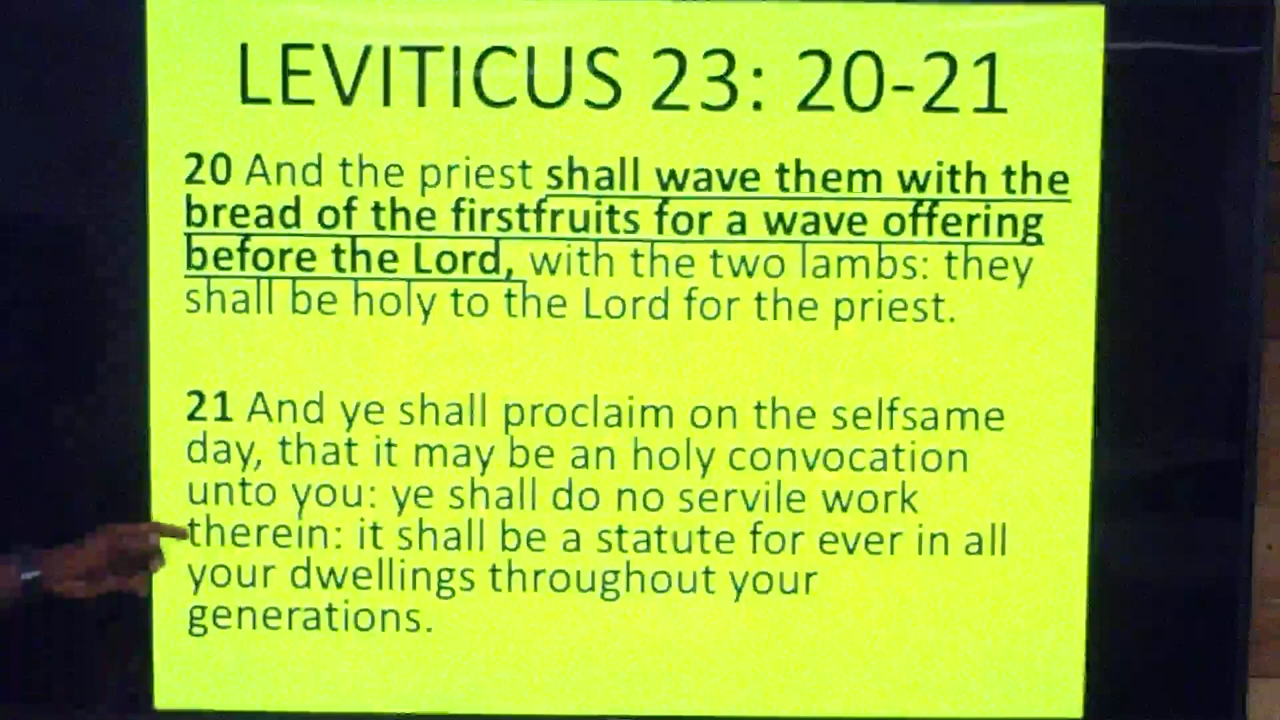 LEVITICUS 23: 20-21
20 And the priest shall wave them with the
bread of the firstfruits for a wave offering
before the Lord, with the two lambs: they
shall be holy to the Lord for the priest.
21 And ye shall proclaim on the selfsame
day, that it may be an holy convocation
unto you: ye shall do no servile work
therein: it shall be a statute for ever in all
your dwellings throughout your
generations.